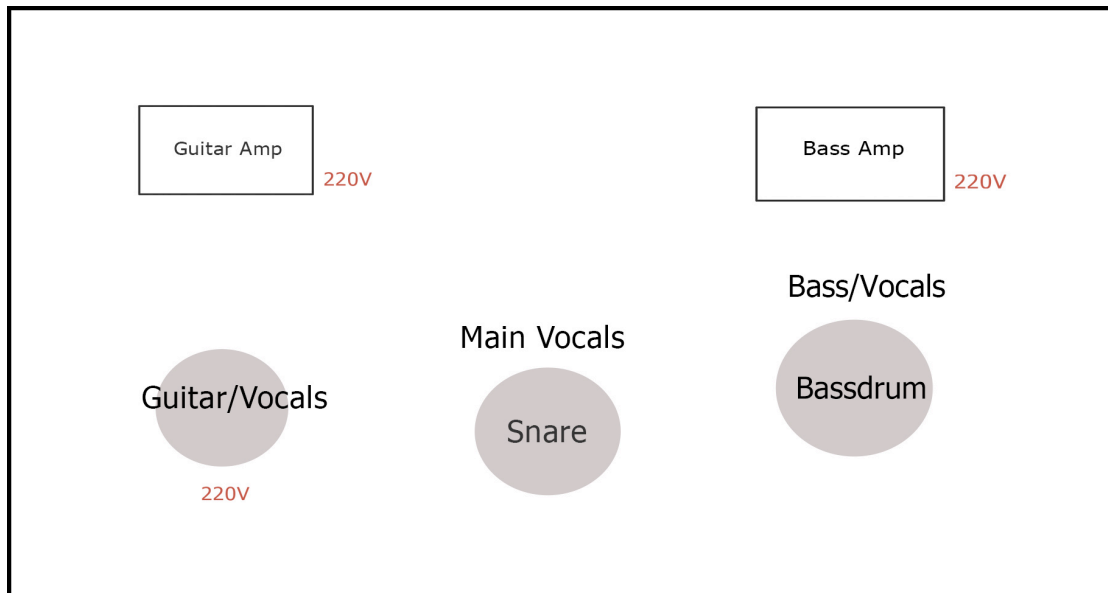 Guitar Amp
220V
Bass Amp
220V
Bass/Vocals
Main Vocals
Guitar/Vocals
Snare
Bassdrum
220V